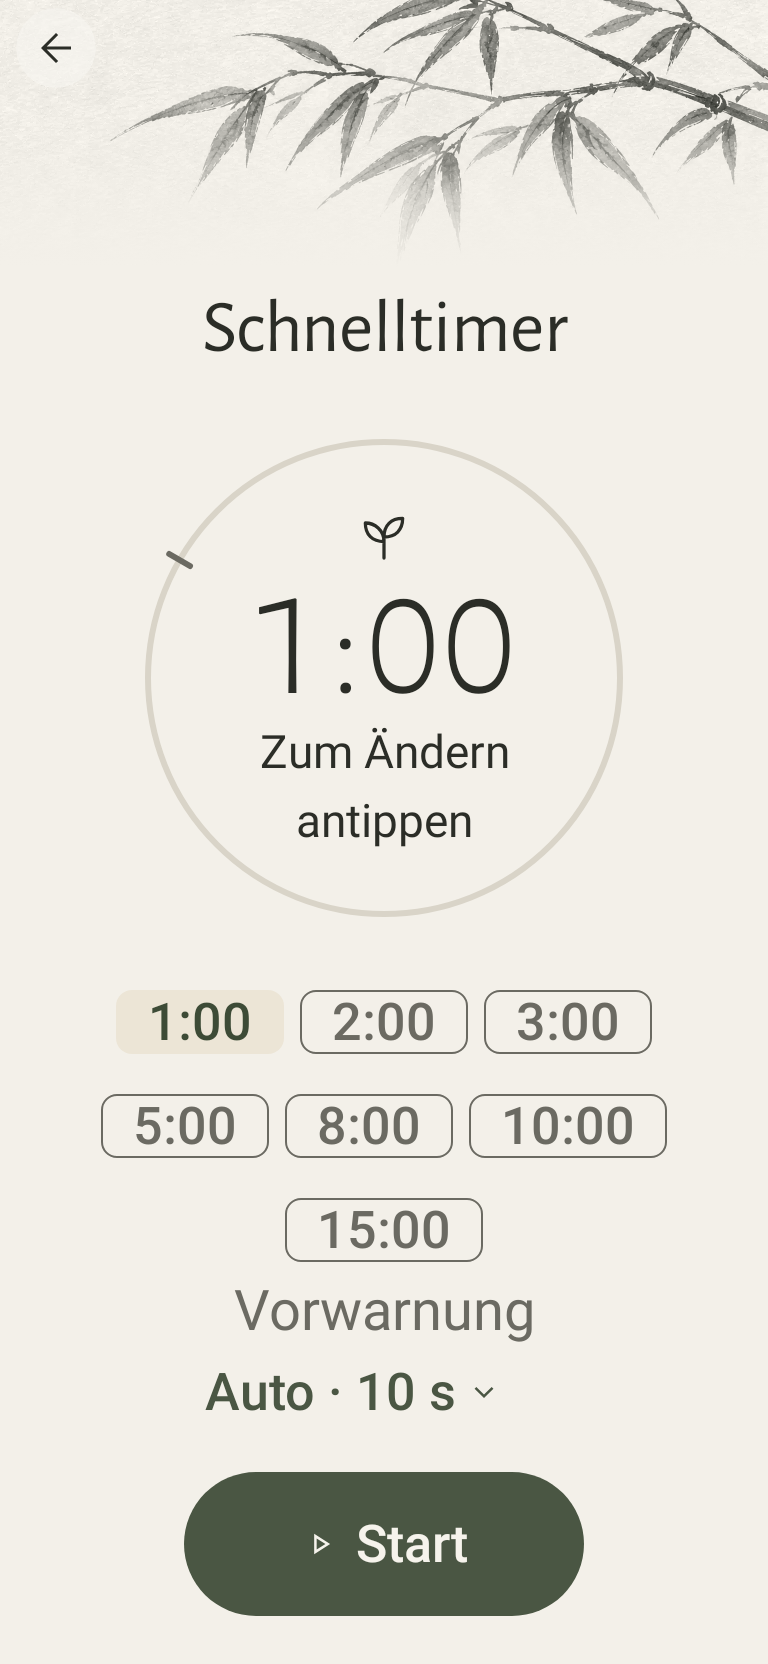 Schnelltimer
1:00
Zum Ändern
antippen
1:00 2:00 3:00
5:00 8:00 10:00
15:00
Vorwarnung
Auto · 10 s
Start